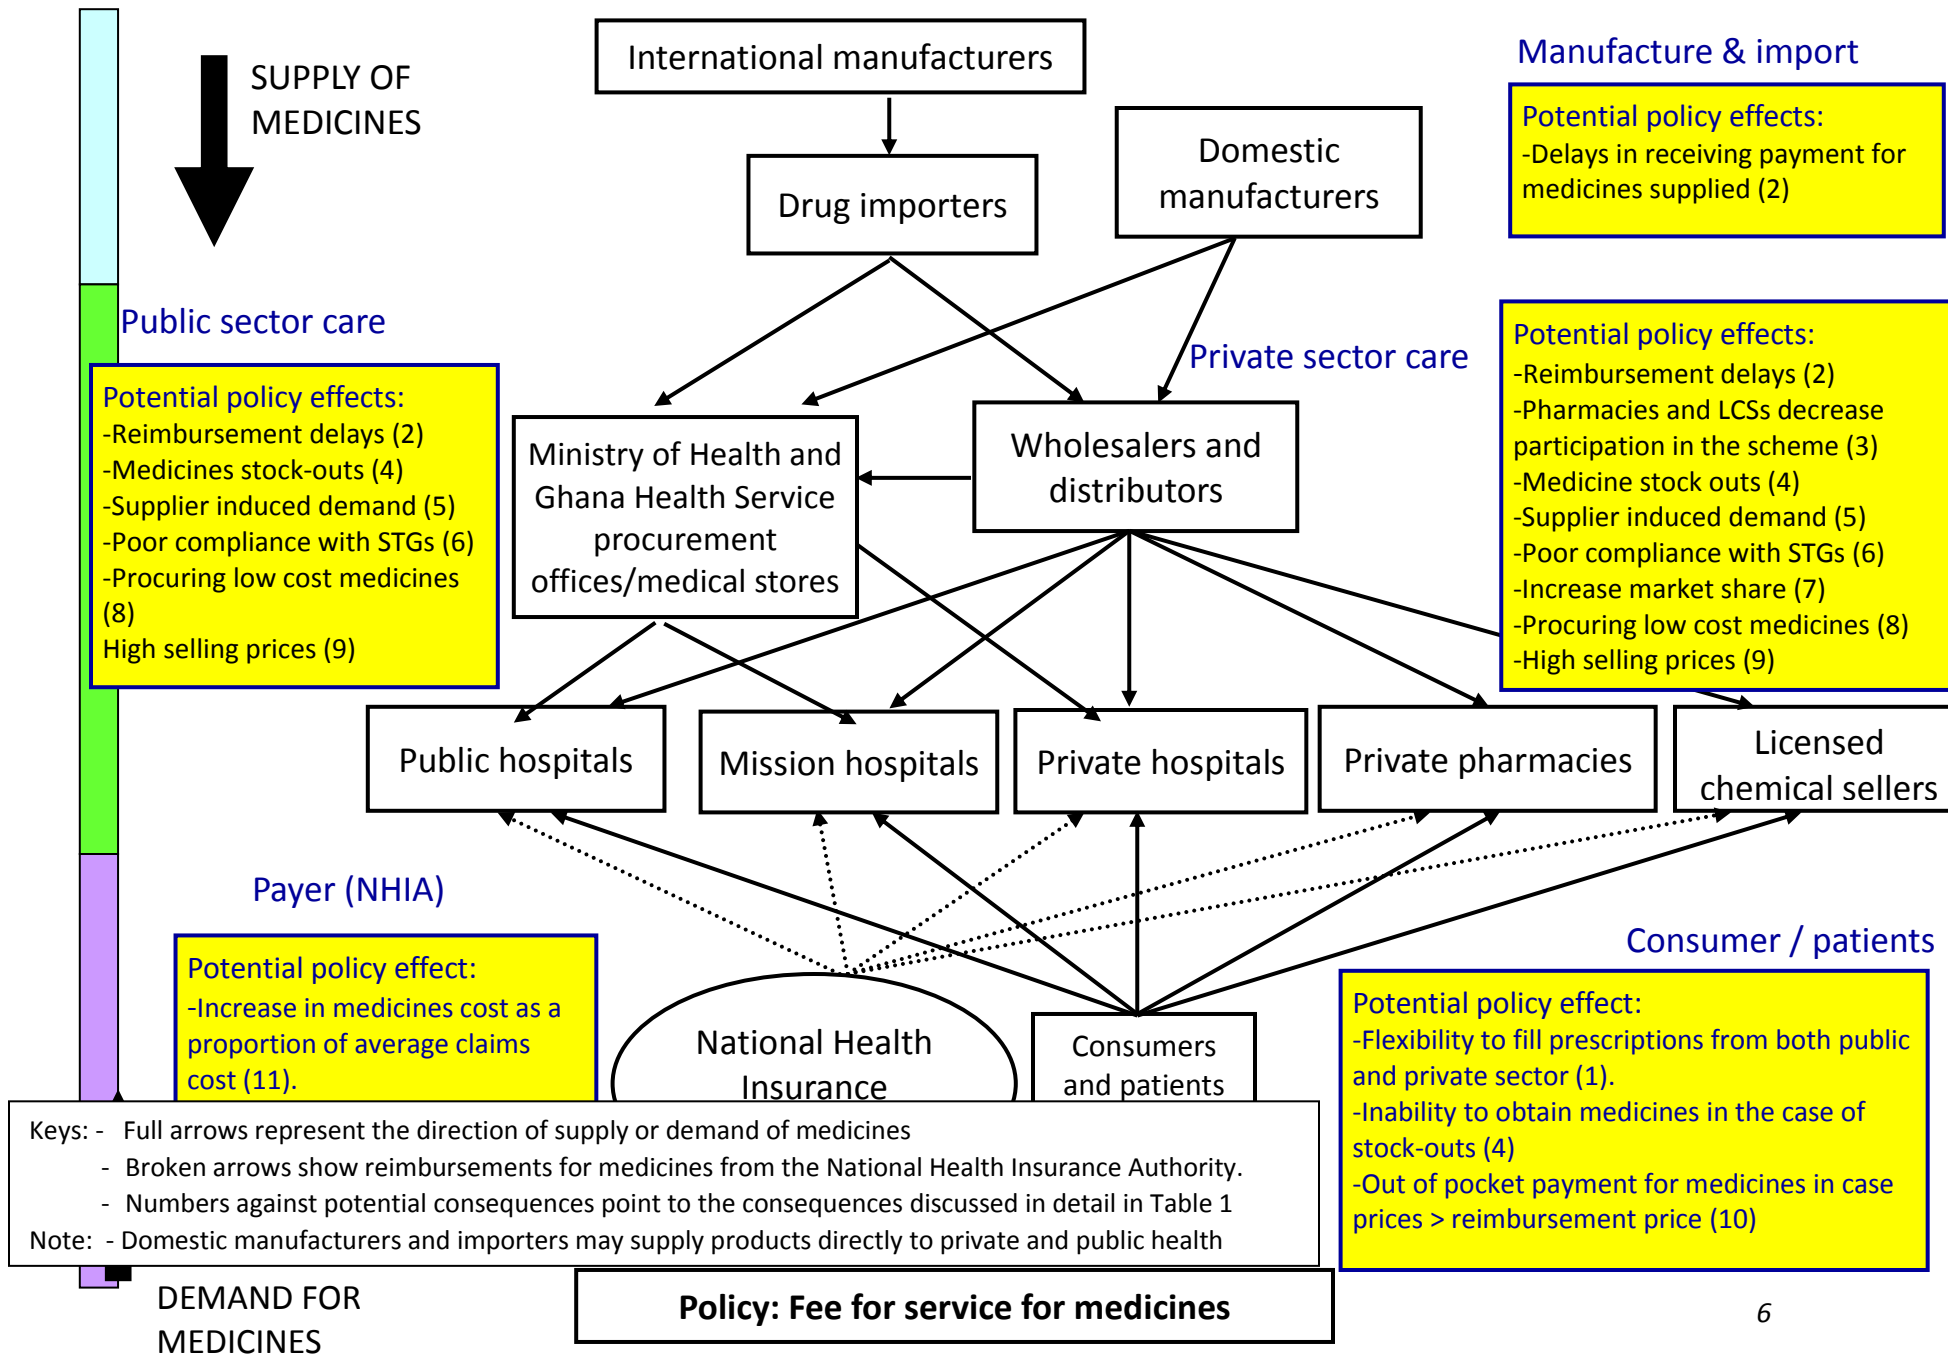 SUPPLY OF
MEDICINES
International manufacturers
Manufacture & import
Potential policy effects:
-Delays in receiving payment for
medicines supplied (2)
Drug importers
Domestic
manufacturers
Public sector care
Potential policy effects:
-Reimbursement delays (2)
-Medicines stock-outs (4)
-Supplier induced demand (5)
-Poor compliance with STGs (6)
-Procuring low cost medicines
(8)
High selling prices (9)
Ministry of Health and
Ghana Health Service
procurement
offices/medical stores
Wholesalers and
distributors
Private sector care
Potential policy effects:
-Reimbursement delays (2)
-Pharmacies and LCSs decrease
participation in the scheme (3)
-Medicine stock outs (4)
-Supplier induced demand (5)
-Poor compliance with STGs (6)
-Increase market share (7)
-Procuring low cost medicines (8)
-High selling prices (9)
Public hospitals
Mission hospitals
Private hospitals
Private pharmacies
Licensed
chemical sellers
Payer (NHIA)
Potential policy effect:
-Increase in medicines cost as a
proportion of average claims
cost (11).
National Health
Insurance
Consumers
and patients
Consumer / patients
Potential policy effect:
-Flexibility to fill prescriptions from both public
and private sector (1).
-Inability to obtain medicines in the case of
stock-outs (4)
-Out of pocket payment for medicines in case
prices > reimbursement price (10)
Keys: - Full arrows represent the direction of supply or demand of medicines
- Broken arrows show reimbursements for medicines from the National Health Insurance Authority.
- Numbers against potential consequences point to the consequences discussed in detail in Table 1
Note: - Domestic manufacturers and importers may supply products directly to private and public health
DEMAND FOR
MEDICINES
Policy: Fee for service for medicines
6